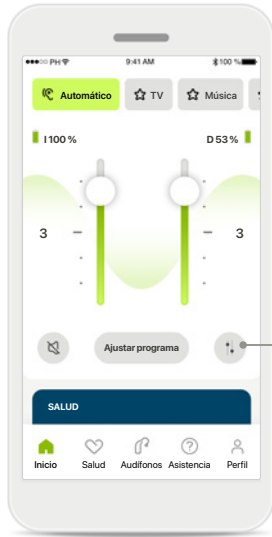 PH 9:41 AM 100 %
Automático TV Música
I 100 % D 53 %
3 3
Ajustar programa
SALUD
Inicio Salud Audífonos Asistencia Perfil